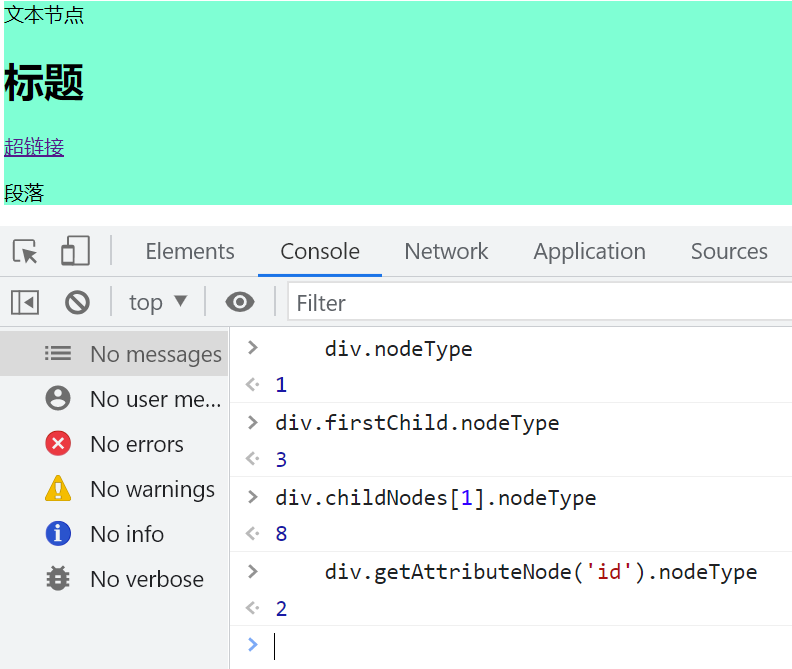 文本节点
标题
超链接
段落
Elements Console Network Application Sources
top Filter
No messages
No user me...
No errors
No warnings
No info
No verbose
div.nodeType
1
div.firstChild.nodeType
3
div.childNodes[1].nodeType
8
div.getAttributeNode('id').nodeType
2